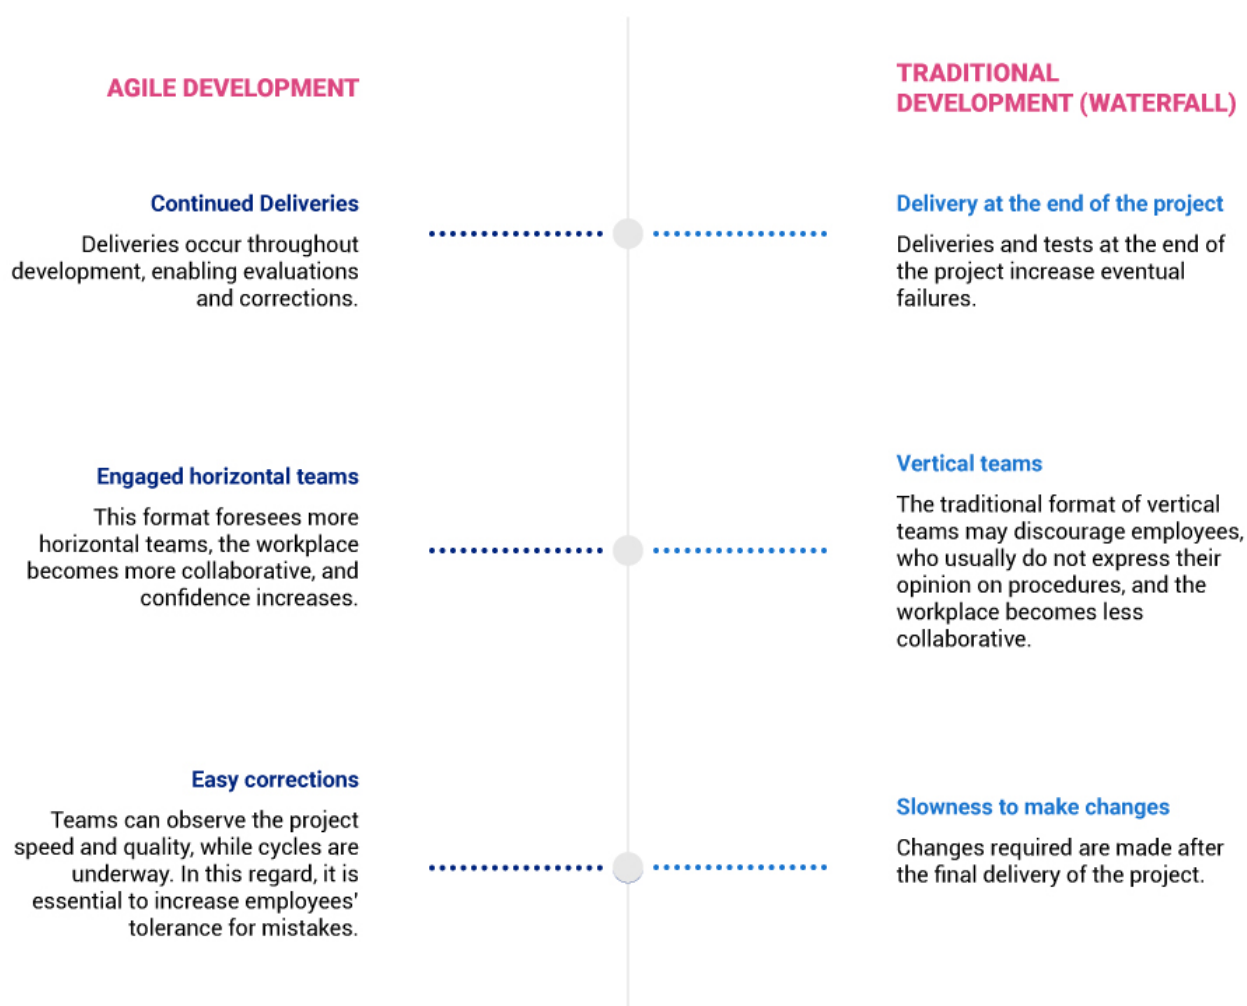 AGILE DEVELOPMENT
TRADITIONAL
DEVELOPMENT (WATERFALL)
Continued Deliveries
Deliveries occur throughout
development, enabling evaluations
and corrections.
Delivery at the end of the project
Deliveries and tests at the end of
the project increase eventual
failures.
Engaged horizontal teams
This format foresees more
horizontal teams, the workplace
becomes more collaborative, and
confidence increases.
Vertical teams
The traditional format of vertical
teams may discourage employees,
who usually do not express their
opinion on procedures, and the
workplace becomes less
collaborative.
Easy corrections
Teams can observe the project
speed and quality, while cycles are
underway. In this regard, it is
essential to increase employees'
tolerance for mistakes.
Slowness to make changes
Changes required are made after
the final delivery of the project.